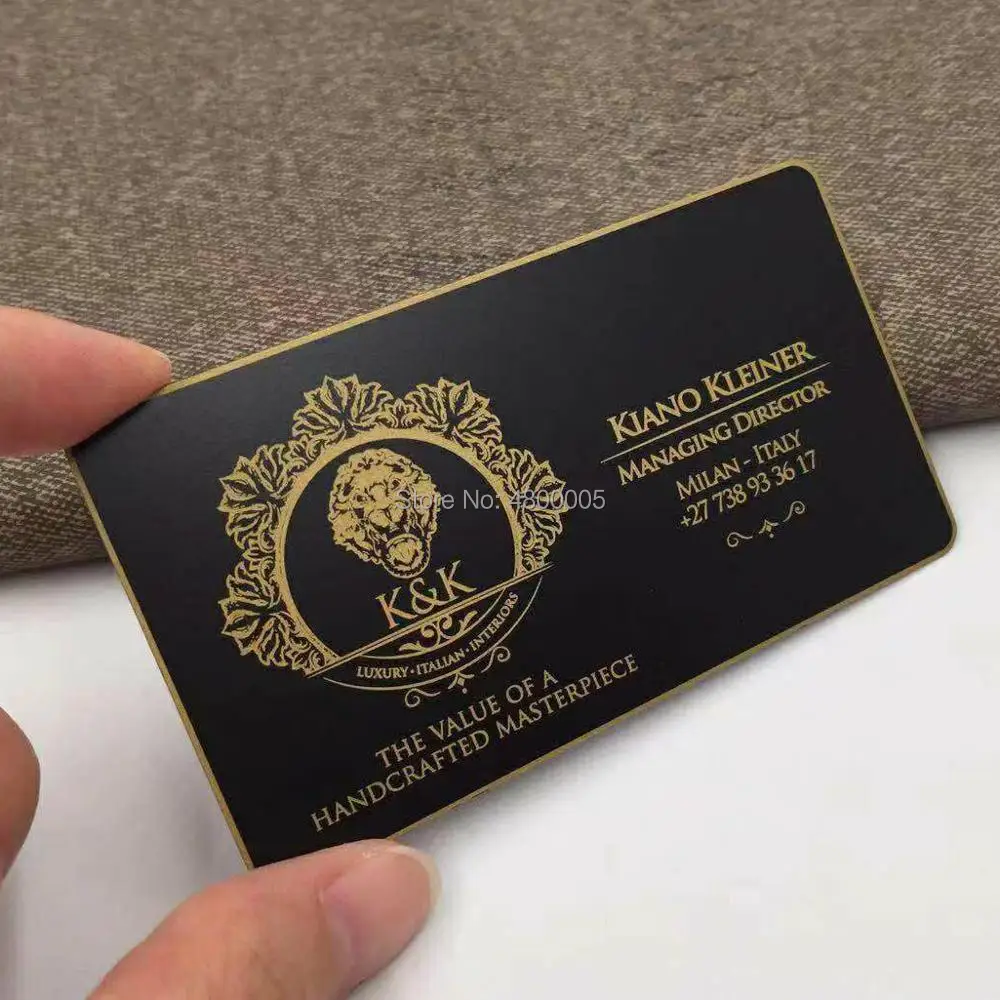 K&K
LUXURY · ITALIAN · INTERIORS
THE VALUE OF A
HANDCRAFTED MASTERPIECE
KIANO KLEINER
MANAGING DIRECTOR
MILAN - ITALY
+27 738 93 36 17
Store No: 4800005